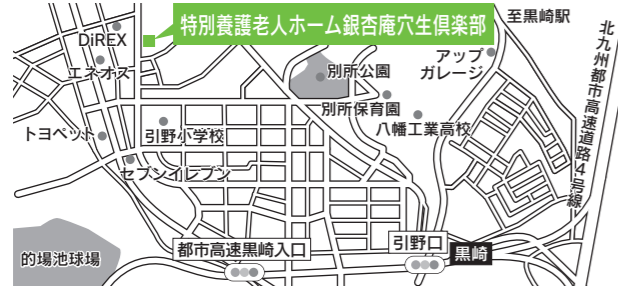 特別養護老人ホーム銀杏庵穴生倶楽部
至黒崎駅
DiREX
エネオス
アップ
ガレージ
別所公園
別所保育園
八幡工業高校
トヨペット
引野小学校
セブンイレブン
北九州都市高速道路4号線
的場池球場
都市高速黒崎入口
引野口
黒崎